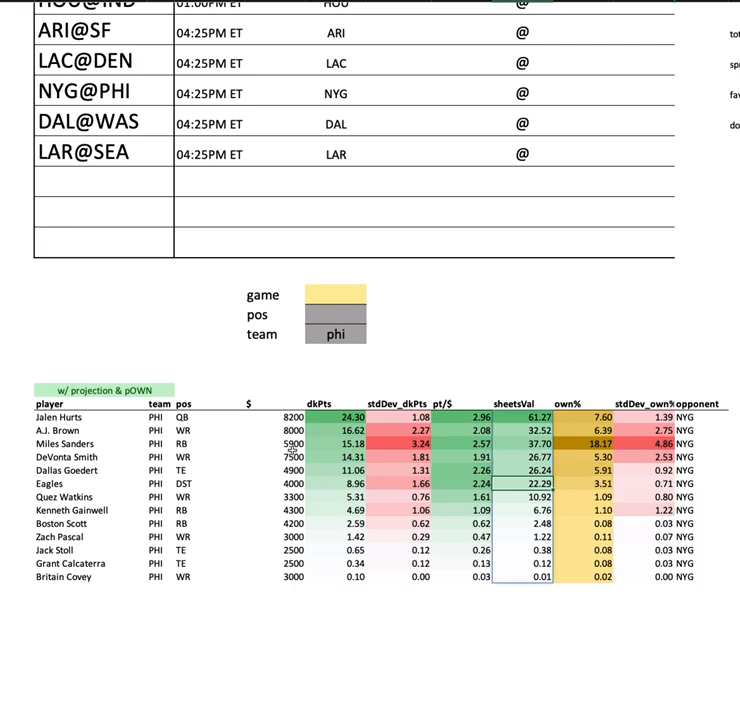 HOU@IND 01:00PM ET HOU @
ARI@SF 04:25PM ET ARI @ tot
LAC@DEN 04:25PM ET LAC @ spr
NYG@PHI 04:25PM ET NYG @ fav
DAL@WAS 04:25PM ET DAL @ do
LAR@SEA 04:25PM ET LAR @
game
pos
team phi
w/ projection & pOWN
player team pos $ dkPts stdDev_dkPts pt/$ sheetsVal own% stdDev_own% opponent
Jalen Hurts PHI QB 8200 24.30 1.08 2.96 61.27 7.60 1.39 NYG
A.J. Brown PHI WR 8000 16.62 2.27 2.08 32.52 6.39 2.75 NYG
Miles Sanders PHI RB 5900 15.18 3.24 2.57 37.70 18.17 4.86 NYG
DeVonta Smith PHI WR 7500 14.31 1.81 1.91 26.77 5.30 2.53 NYG
Dallas Goedert PHI TE 4900 11.06 1.31 2.26 26.24 5.91 0.92 NYG
Eagles PHI DST 4000 8.96 1.66 2.24 22.29 3.51 0.71 NYG
Quez Watkins PHI WR 3300 5.31 0.76 1.61 10.92 1.09 0.80 NYG
Kenneth Gainwell PHI RB 4300 4.69 1.06 1.09 6.76 1.10 1.22 NYG
Boston Scott PHI RB 4200 2.59 0.62 0.62 2.48 0.08 0.03 NYG
Zach Pascal PHI WR 3000 1.42 0.29 0.47 1.22 0.11 0.07 NYG
Jack Stoll PHI TE 2500 0.65 0.12 0.26 0.38 0.08 0.03 NYG
Grant Calcaterra PHI TE 2500 0.34 0.12 0.13 0.12 0.08 0.03 NYG
Britain Covey PHI WR 3000 0.10 0.00 0.03 0.01 0.02 0.00 NYG